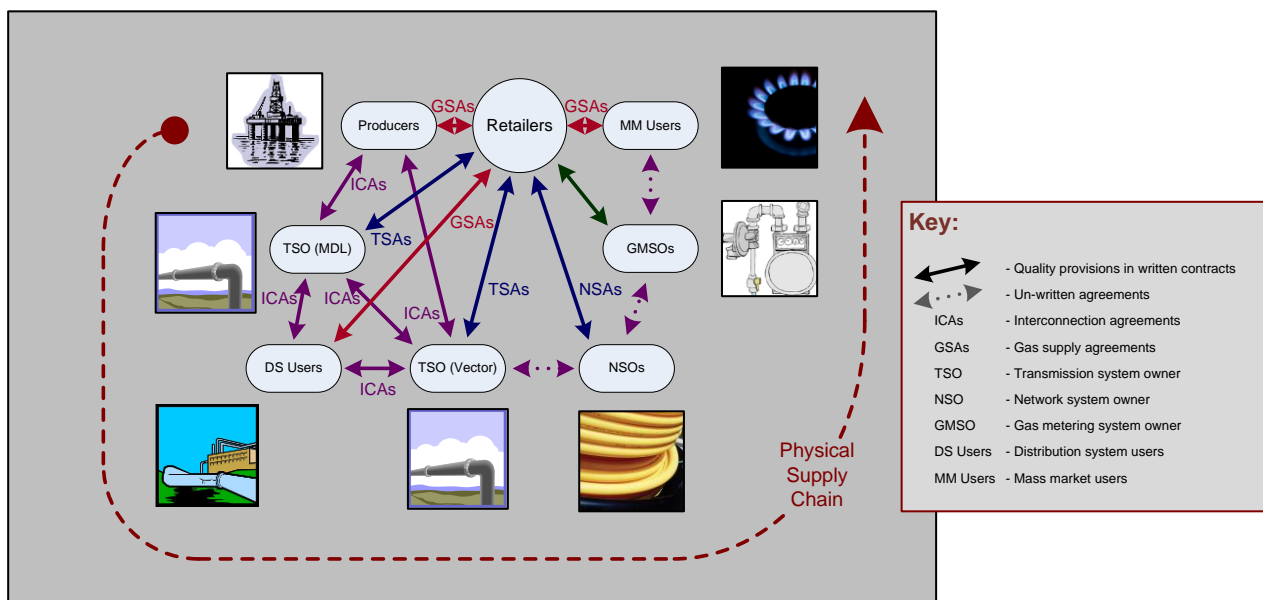 GSAs
GSAs
Producers
Retailers
MM Users
ICAs
TSAs
GSAs
TSO (MDL)
GMSOs
ICAs
ICAs
ICAs
TSAs
NSAs
DS Users
ICAs
TSO (Vector)
NSOs
Physical
Supply
Chain
Key:
- Quality provisions in written contracts
- Un-written agreements
ICAs - Interconnection agreements
GSAs - Gas supply agreements
TSO - Transmission system owner
NSO - Network system owner
GMSO - Gas metering system owner
DS Users - Distribution system users
MM Users - Mass market users